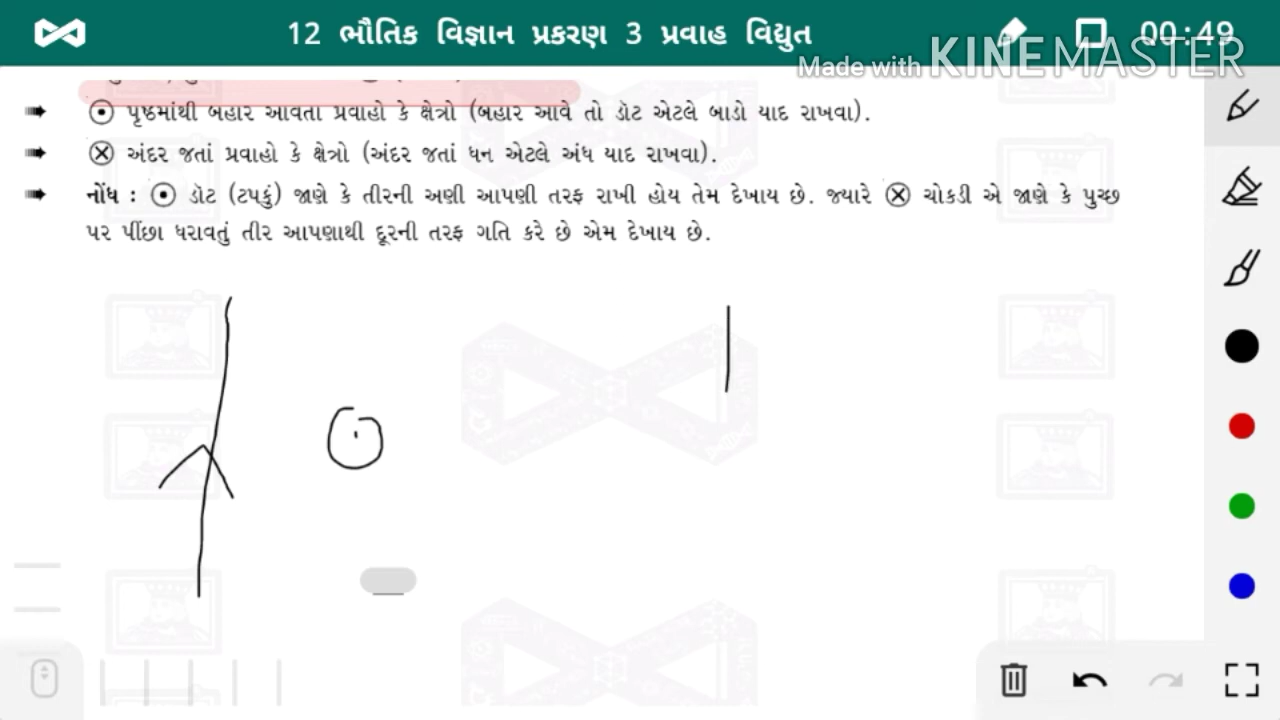 12 ભૌતિક વિજ્ઞાન પ્રકરણ 3 પ્રવાહ વિદ્યુત
00:49
Made with KINEMASTER
➠ ⊙ પૃષ્ઠમાંથી બહાર આવતા પ્રવાહો કે ક્ષેત્રો (બહાર આવે તો ડૉટ એટલે બાડો યાદ રાખવા).
➠ ⊗ અંદર જતાં પ્રવાહો કે ક્ષેત્રો (અંદર જતાં ધન એટલે અંધ યાદ રાખવા).
➠ નોંધ : ⊙ ડૉટ (ટપકું) જાણે કે તીરની અણી આપણી તરફ રાખી હોય તેમ દેખાય છે. જ્યારે ⊗ ચોકડી એ જાણે કે પુચ્છ
પર પીંછા ધરાવતું તીર આપણાથી દૂરની તરફ ગતિ કરે છે એમ દેખાય છે.